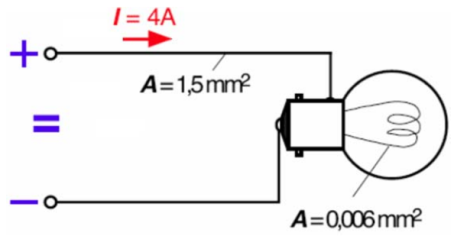 I = 4A
+
A = 1,5 mm²
=
−
A = 0,006 mm²